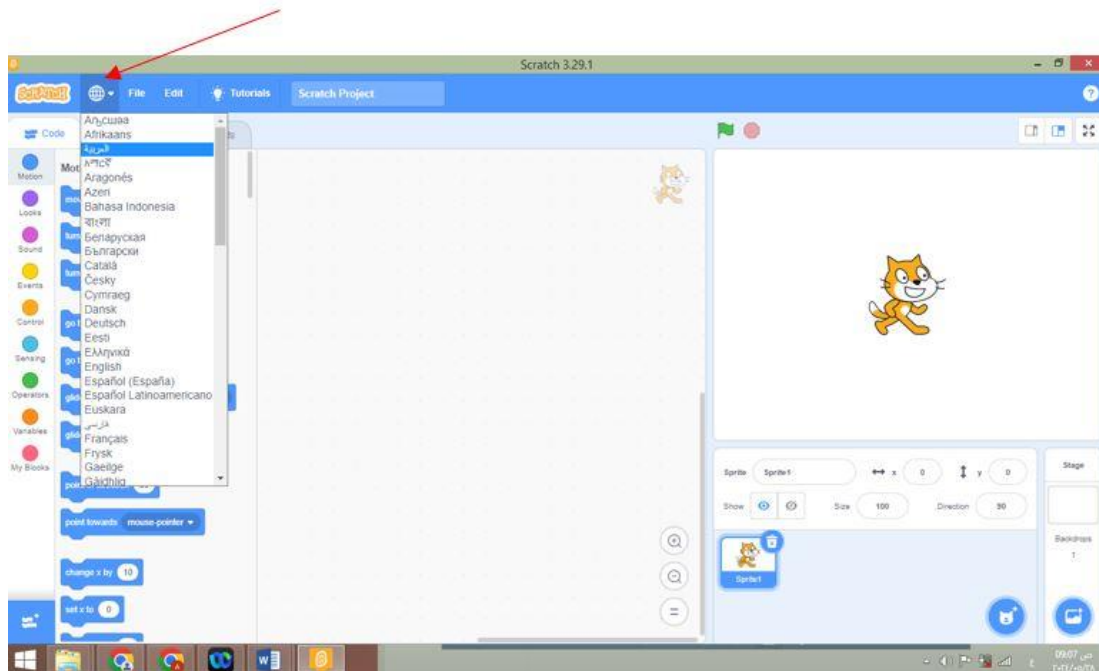 Scratch 3.29.1
SCRATCH
File Edit Tutorials Scratch Project
Code
Аҧсшәа
Afrikaans
العربية
አማርኛ
Aragonés
Azeri
Bahasa Indonesia
বাংলা
Беларуская
Български
Català
Česky
Cymraeg
Dansk
Deutsch
Eesti
Ελληνικά
English
Español (España)
Español Latinoamericano
Euskara
فارسی
Français
Frysk
Gaeilge
Gàidhlig
Motion
Looks
Sound
Events
Control
Sensing
Operators
Variables
My Blocks
point towards mouse-pointer
change x by 10
set x to 0
Sprite Sprite1 x 0 y 0
Show Size 100 Direction 90
Sprite1
Stage
Backdrops
1
09:07 ص